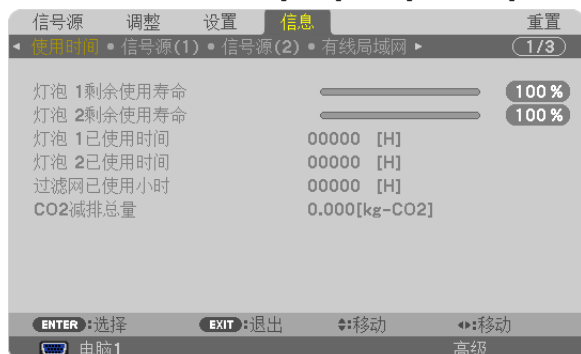 信号源 调整 设置 信息 重置
使用时间 • 信号源(1) • 信号源(2) • 有线局域网 1/3
灯泡 1剩余使用寿命 100 %
灯泡 2剩余使用寿命 100 %
灯泡 1已使用时间 00000 [H]
灯泡 2已使用时间 00000 [H]
过滤网已使用小时 00000 [H]
CO2减排总量 0.000[kg-CO2]
ENTER:选择 EXIT:退出 :移动 :移动
电脑1 高级